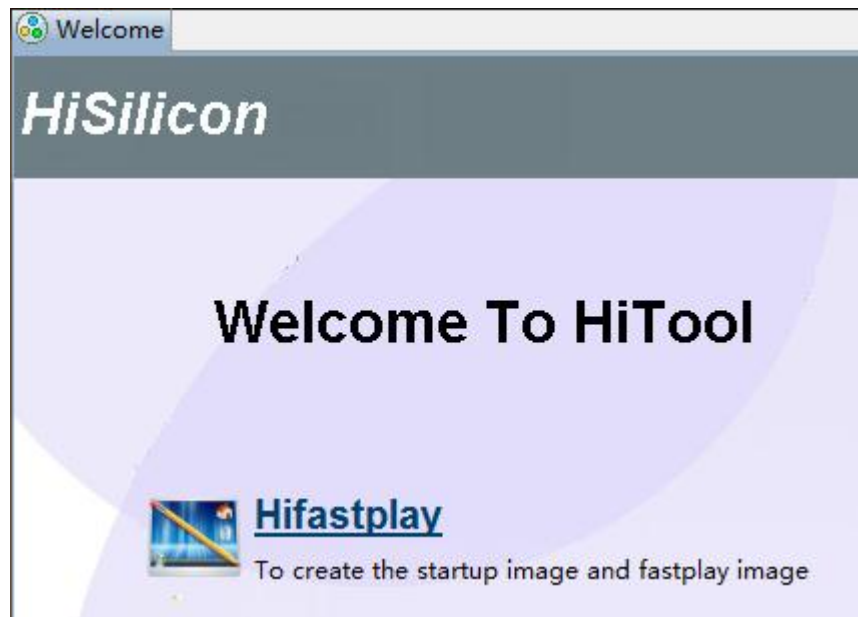 Welcome
HiSilicon
Welcome To HiTool
Hifastplay
To create the startup image and fastplay image